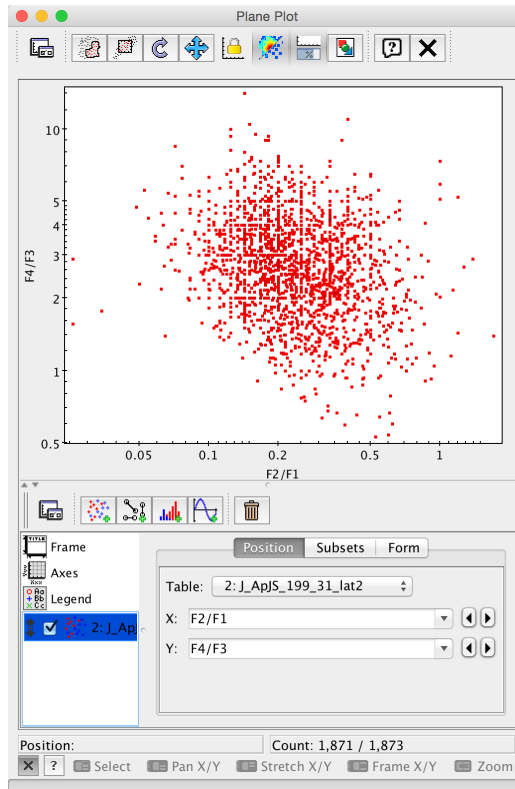 Plane Plot
%
?
10
5
4
3
2
1
0.5
F4/F3
0.05 0.1 0.2 0.5 1
F2/F1
TITLE
Frame
Axes
Legend
2: J_ApJ
Position Subsets Form
Table: 2: J_ApJS_199_31_lat2
X: F2/F1
Y: F4/F3
Position: Count: 1,871 / 1,873
? Select Pan X/Y Stretch X/Y Frame X/Y Zoom